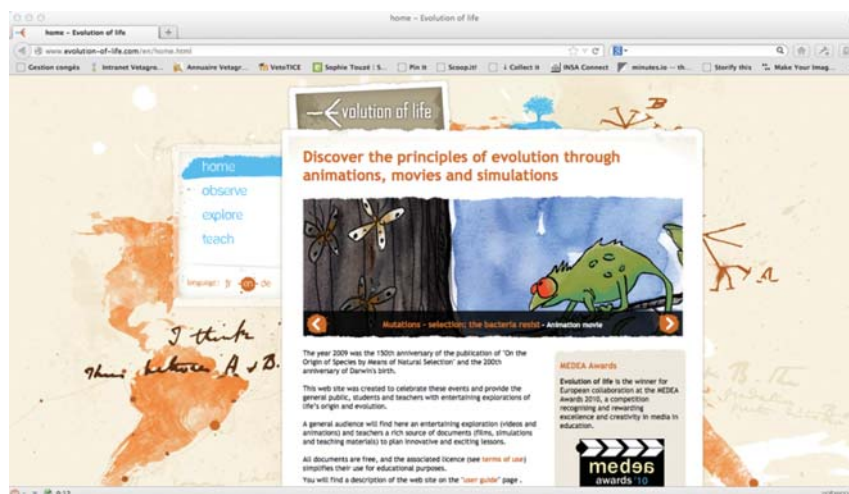 home – Evolution of life
home – Evolution of life
www.evolution-of-life.com/en/home.html
Gestion congés
Intranet Vetagro...
Annuaire Vetagr...
VetoTICE
Sophie Touzé | S...
Pin It
Scoop.it!
Collect it
INSA Connect
minutes.io — th...
Storify this
Make Your Imag...
volution of life
home
observe
explore
teach
language: fr en de
Discover the principles of evolution through
animations, movies and simulations
Mutations - selection: the bacteria resist - Animation movie
The year 2009 was the 150th anniversary of the publication of "On the
Origin of Species by Means of Natural Selection" and the 200th
anniversary of Darwin's birth.
This web site was created to celebrate these events and provide the
general public, students and teachers with entertaining explorations of
life's origin and evolution.
A general audience will find here an entertaining exploration (videos and
animations) and teachers a rich source of documents (films, simulations
and teaching materials) to plan innovative and exciting lessons.
All documents are free, and the associated licence (see terms of use)
simplifies their use for educational purposes.
You will find a description of the web site on the "user guide" page .
MEDEA Awards
Evolution of life is the winner for
European collaboration at the MEDEA
Awards 2010, a competition
recognising and rewarding
excellence and creativity in media in
education.
medea
awards '10
I think
between A & B.
B
B. The